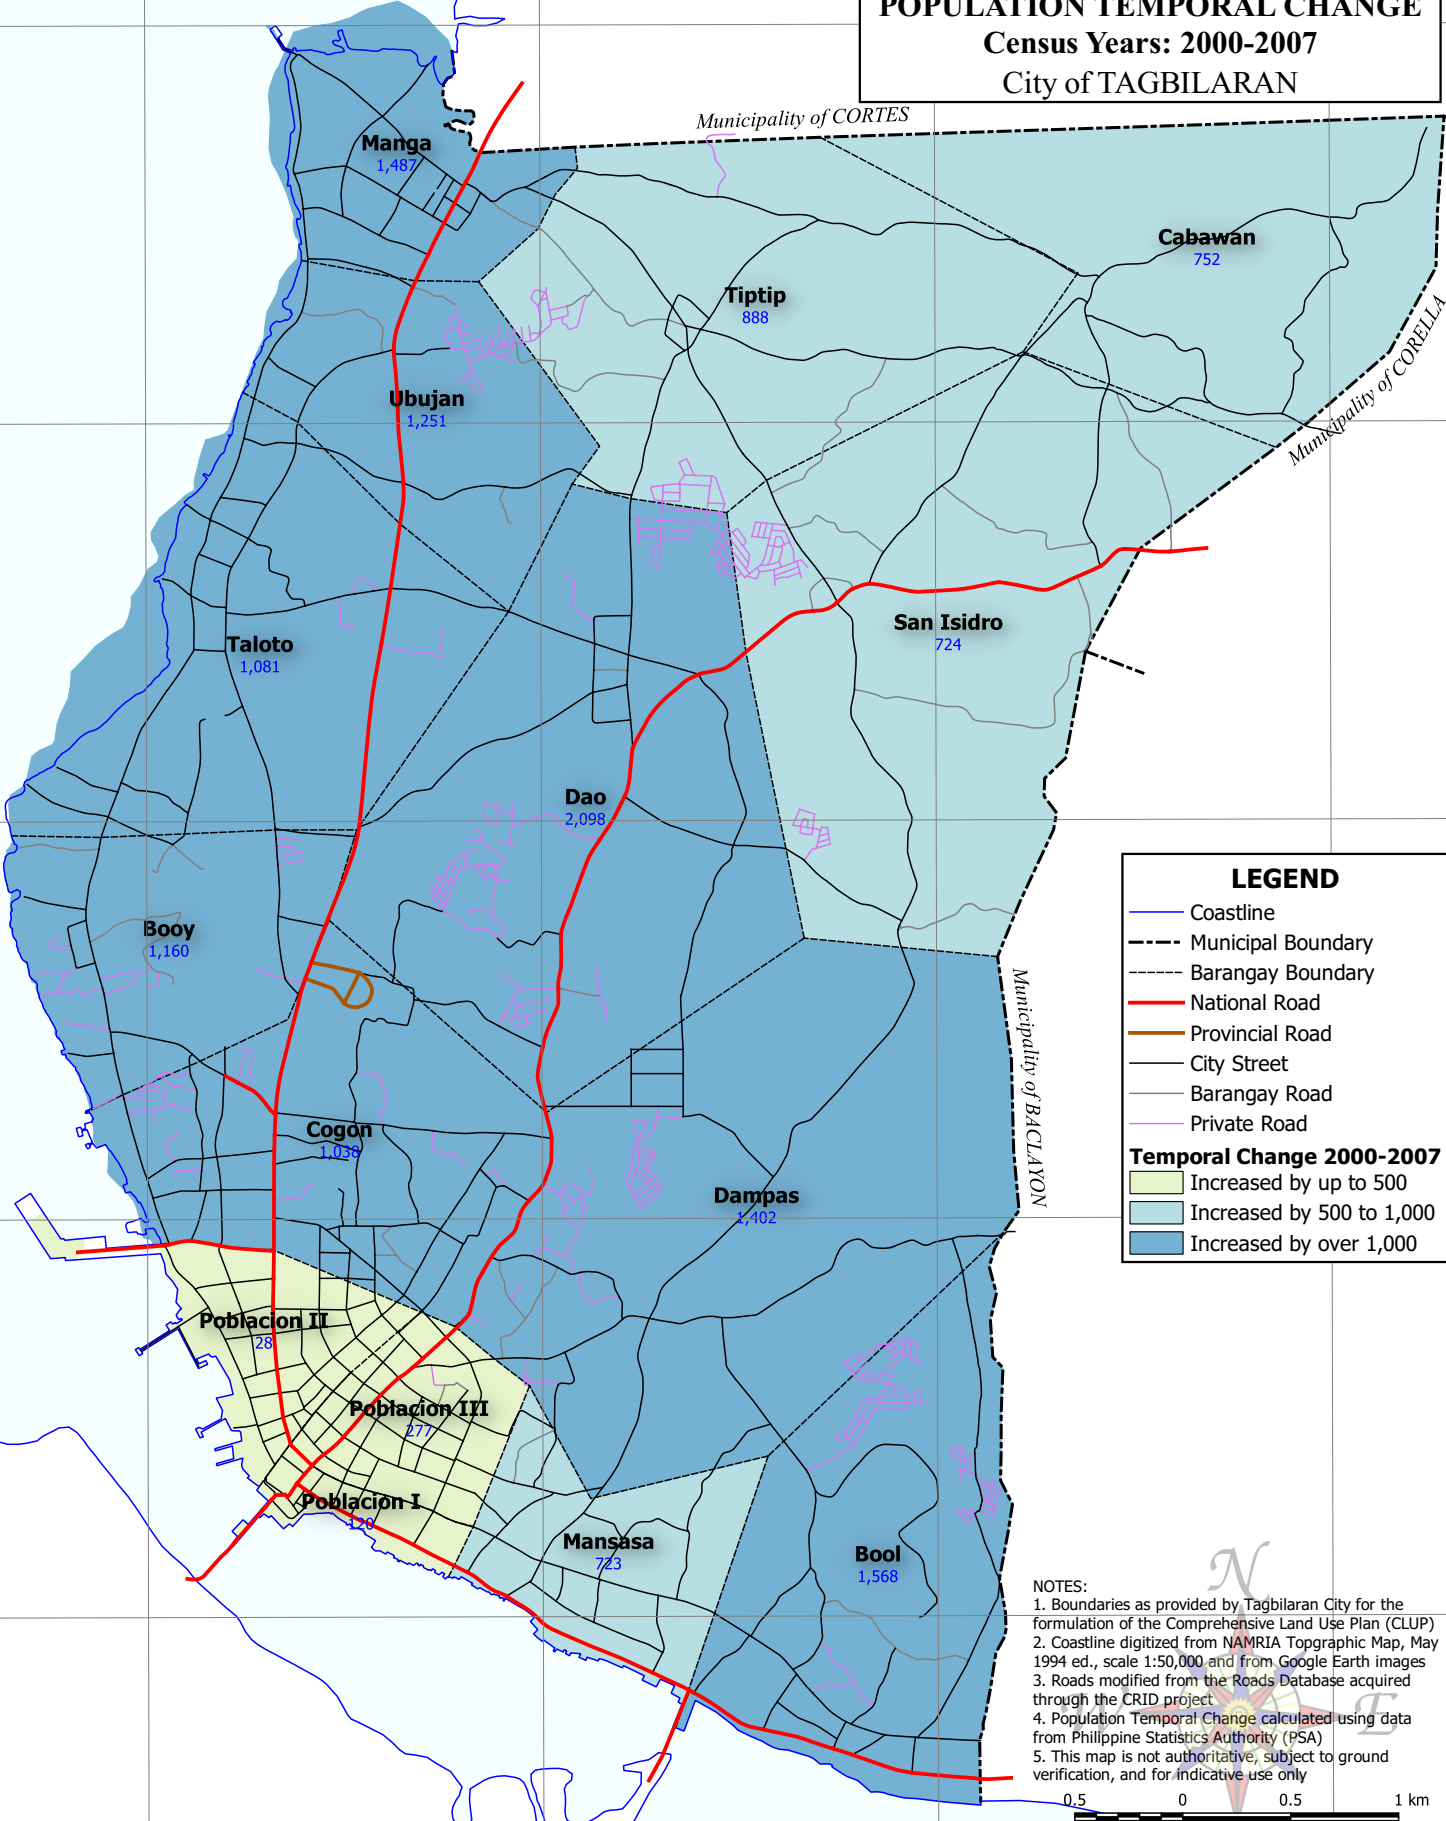 POPULATION TEMPORAL CHANGE
Census Years: 2000-2007
City of TAGBILARAN
Municipality of CORTES
Manga
1,487
Cabawan
752
Tiptip
888
Municipality of CORELLA
Ubujan
1,251
San Isidro
724
Taloto
1,081
Dao
2,098
Booy
1,160
Municipality of BACLAYON
Cogon
1,038
Dampas
1,402
Poblacion II
28
Poblacion III
277
Poblacion I
120
Mansasa
723
Bool
1,568
LEGEND
Coastline
Municipal Boundary
Barangay Boundary
National Road
Provincial Road
City Street
Barangay Road
Private Road
Temporal Change 2000-2007
Increased by up to 500
Increased by 500 to 1,000
Increased by over 1,000
N
W
E
NOTES:
1. Boundaries as provided by Tagbilaran City for the
formulation of the Comprehensive Land Use Plan (CLUP)
2. Coastline digitized from NAMRIA Topgraphic Map, May
1994 ed., scale 1:50,000 and from Google Earth images
3. Roads modified from the Roads Database acquired
through the CRID project
4. Population Temporal Change calculated using data
from Philippine Statistics Authority (PSA)
5. This map is not authoritative, subject to ground
verification, and for indicative use only
0.5 0 0.5 1 km